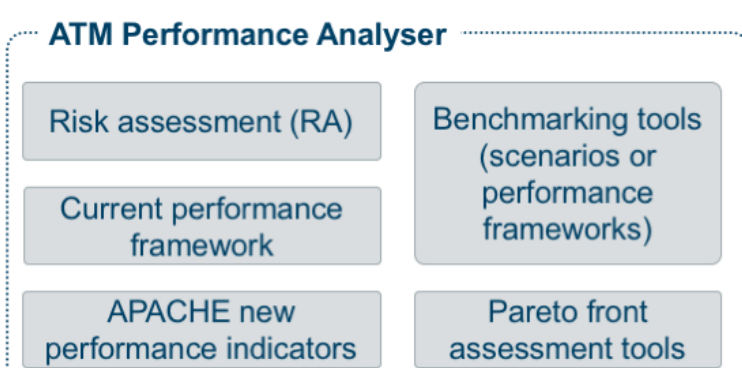 ATM Performance Analyser
Risk assessment (RA)
Current performance
framework
APACHE new
performance indicators
Benchmarking tools
(scenarios or
performance
frameworks)
Pareto front
assessment tools